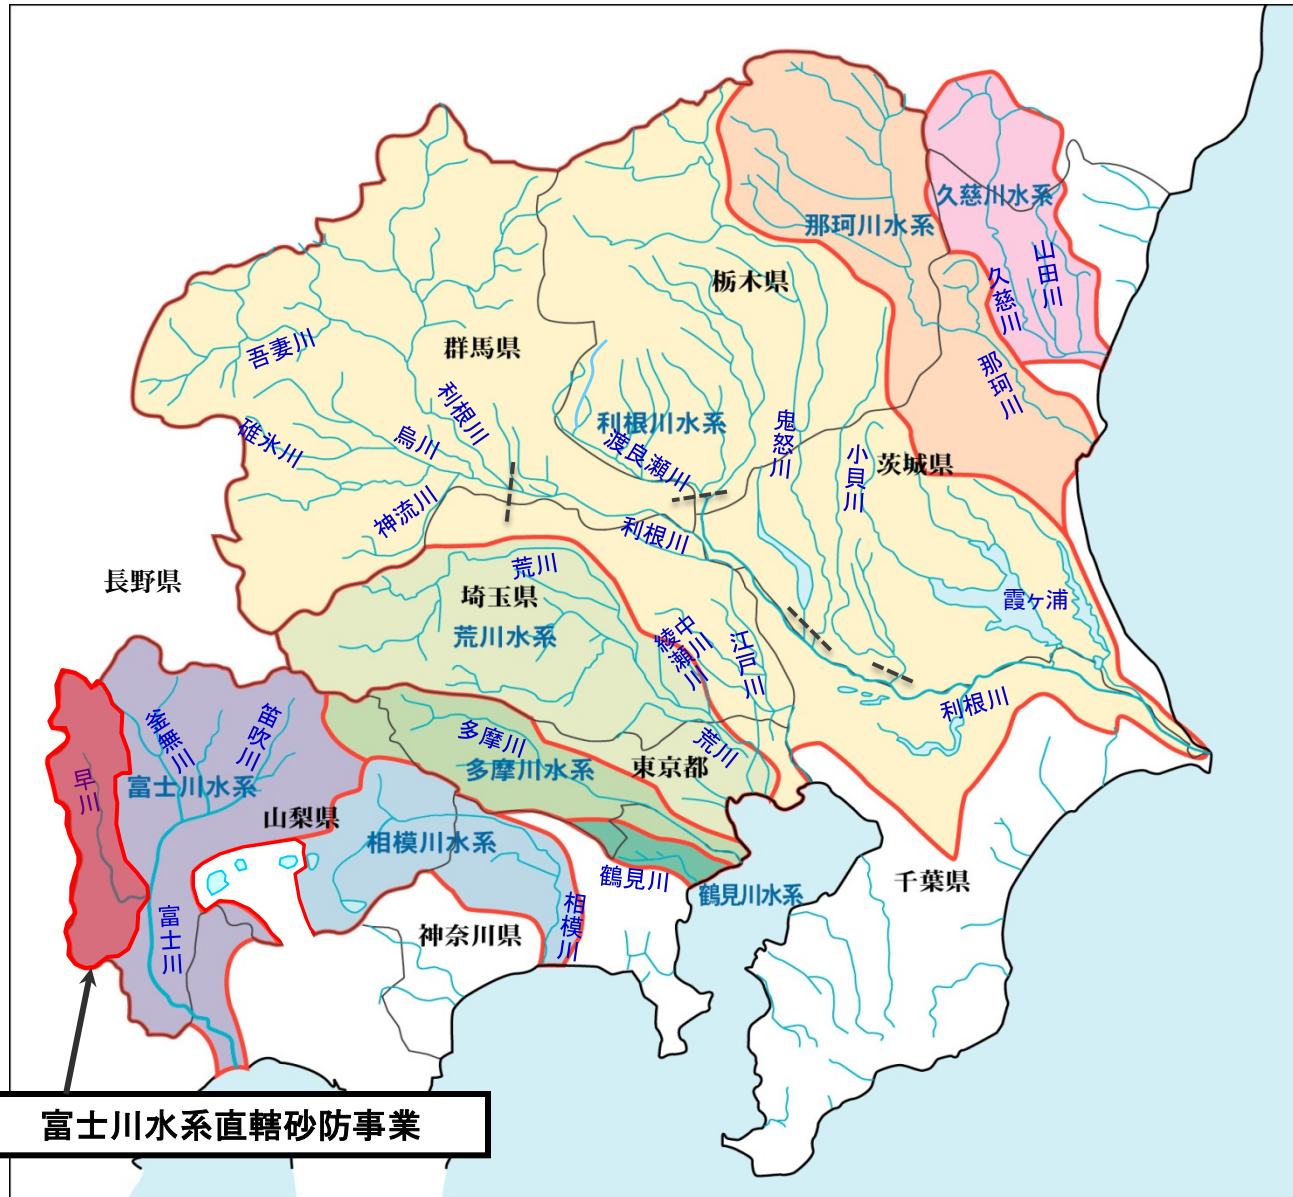 久慈川水系
那珂川水系
山田川
栃木県
久慈川
吾妻川
群馬県
那珂川
利根川
利根川水系
鬼怒川
碓氷川
烏川
渡良瀬川
小貝川
茨城県
神流川
利根川
荒川
長野県
埼玉県
霞ヶ浦
荒川水系
綾瀬川
中川
江戸川
利根川
釜無川
笛吹川
多摩川
荒川
早川
富士川水系
多摩川水系
東京都
山梨県
相模川水系
鶴見川
千葉県
鶴見川水系
富士川
相模川
神奈川県
富士川水系直轄砂防事業